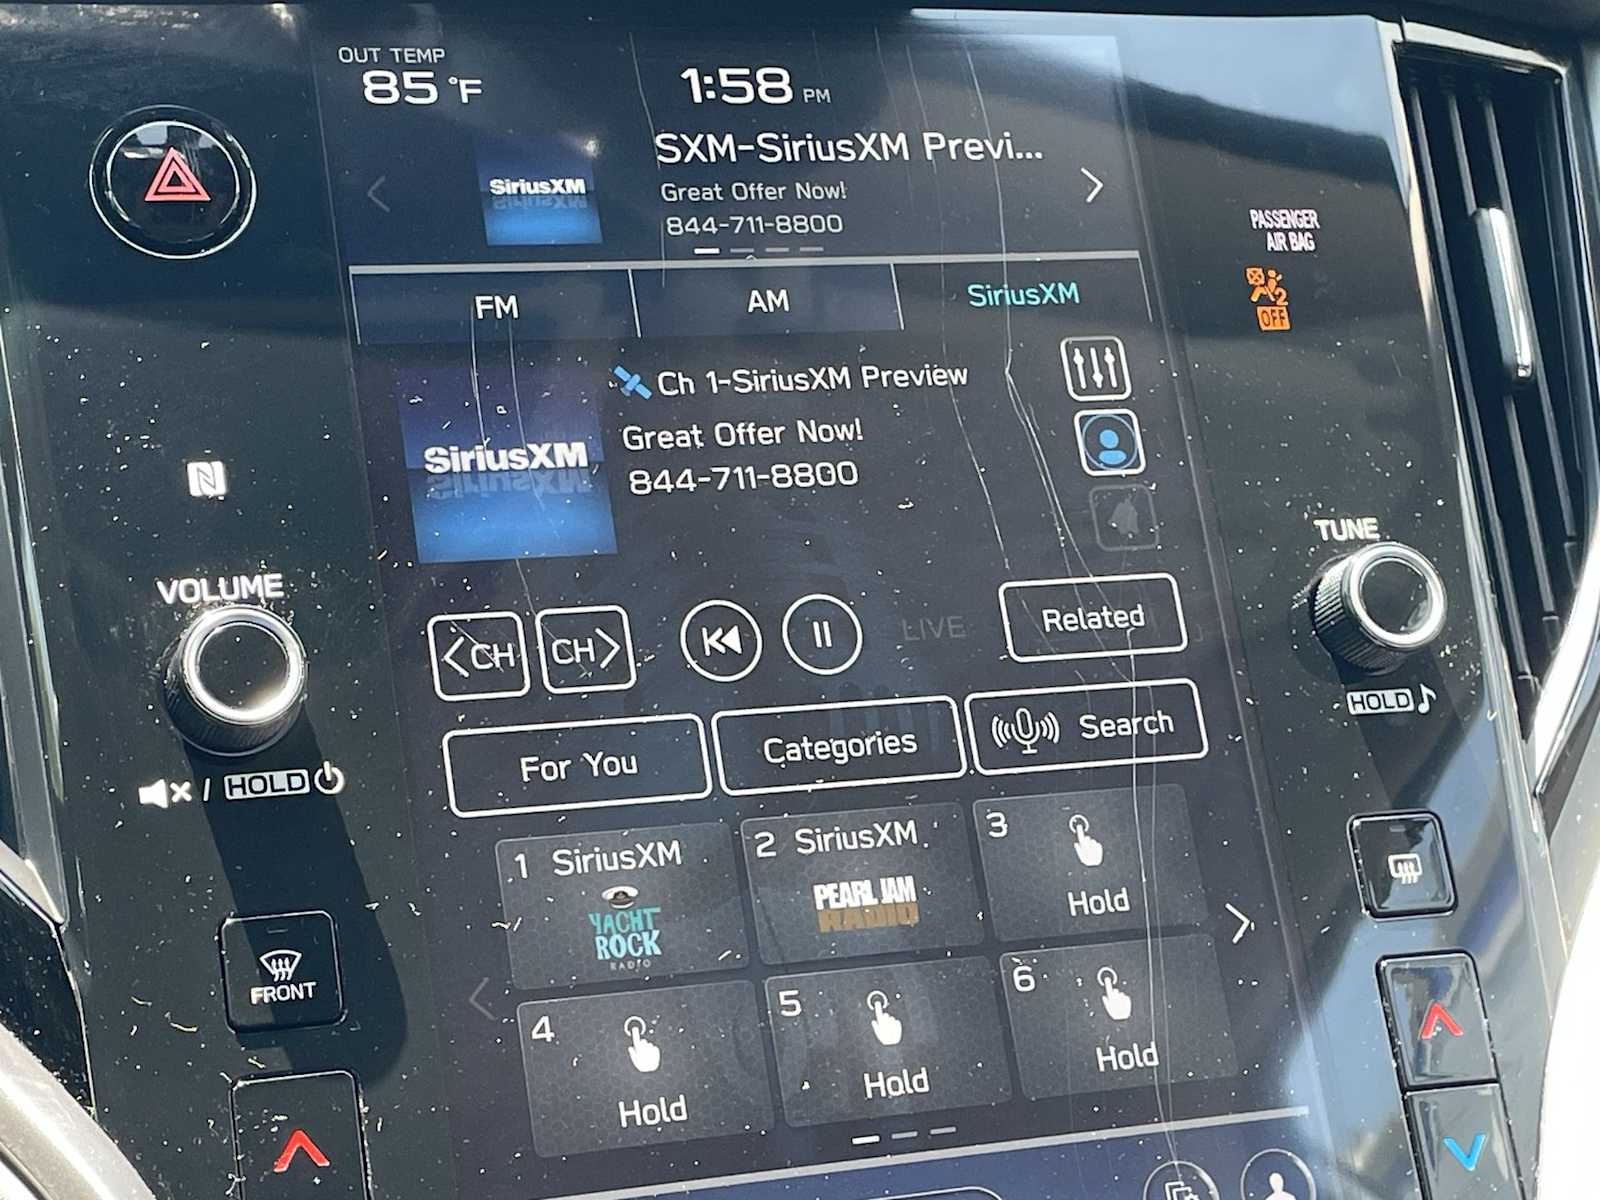 OUT TEMP
85 °F
1:58 PM
SXM-SiriusXM Previ...
SiriusXM
Great Offer Now!
844-711-8800
PASSENGER
AIR BAG
2
OFF
FM
AM
SiriusXM
Ch 1-SiriusXM Preview
Great Offer Now!
SiriusXM
844-711-8800
N
TUNE
VOLUME
<CH
CH>
LIVE
Related
HOLD
For You
Categories
Search
/ HOLD
1 SiriusXM
YACHT
ROCK
RADIO
2 SiriusXM
PEARL JAM
RADIO
3
Hold
FRONT
4
Hold
5
Hold
6
Hold